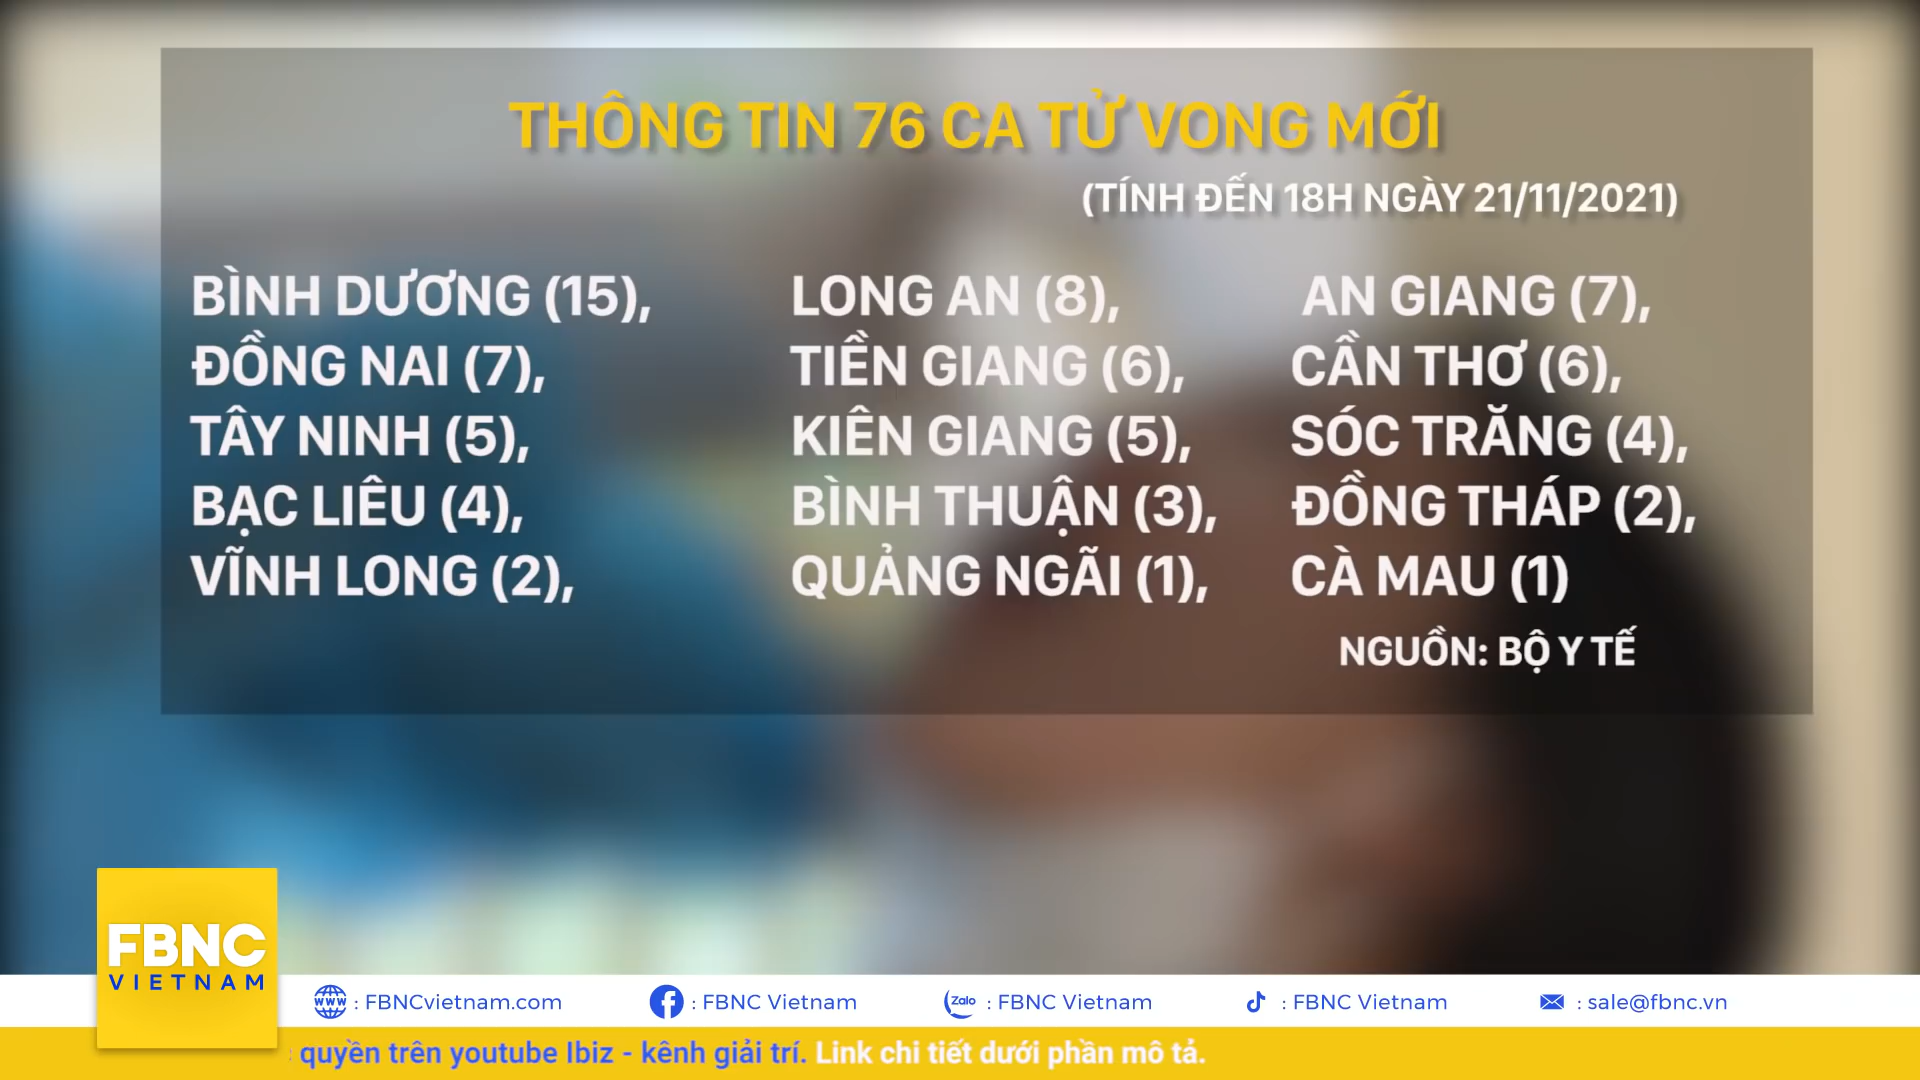 THÔNG TIN 76 CA TỬ VONG MỚI
(TÍNH ĐẾN 18H NGÀY 21/11/2021)
BÌNH DƯƠNG (15), LONG AN (8), AN GIANG (7),
ĐỒNG NAI (7), TIỀN GIANG (6), CẦN THƠ (6),
TÂY NINH (5), KIÊN GIANG (5), SÓC TRĂNG (4),
BẠC LIÊU (4), BÌNH THUẬN (3), ĐỒNG THÁP (2),
VĨNH LONG (2), QUẢNG NGÃI (1), CÀ MAU (1)
NGUỒN: BỘ Y TẾ
FBNC
VIETNAM
WWW : FBNCvietnam.com : FBNC Vietnam Zalo : FBNC Vietnam : FBNC Vietnam : sale@fbnc.vn
quyền trên youtube Ibiz - kênh giải trí. Link chi tiết dưới phần mô tả.